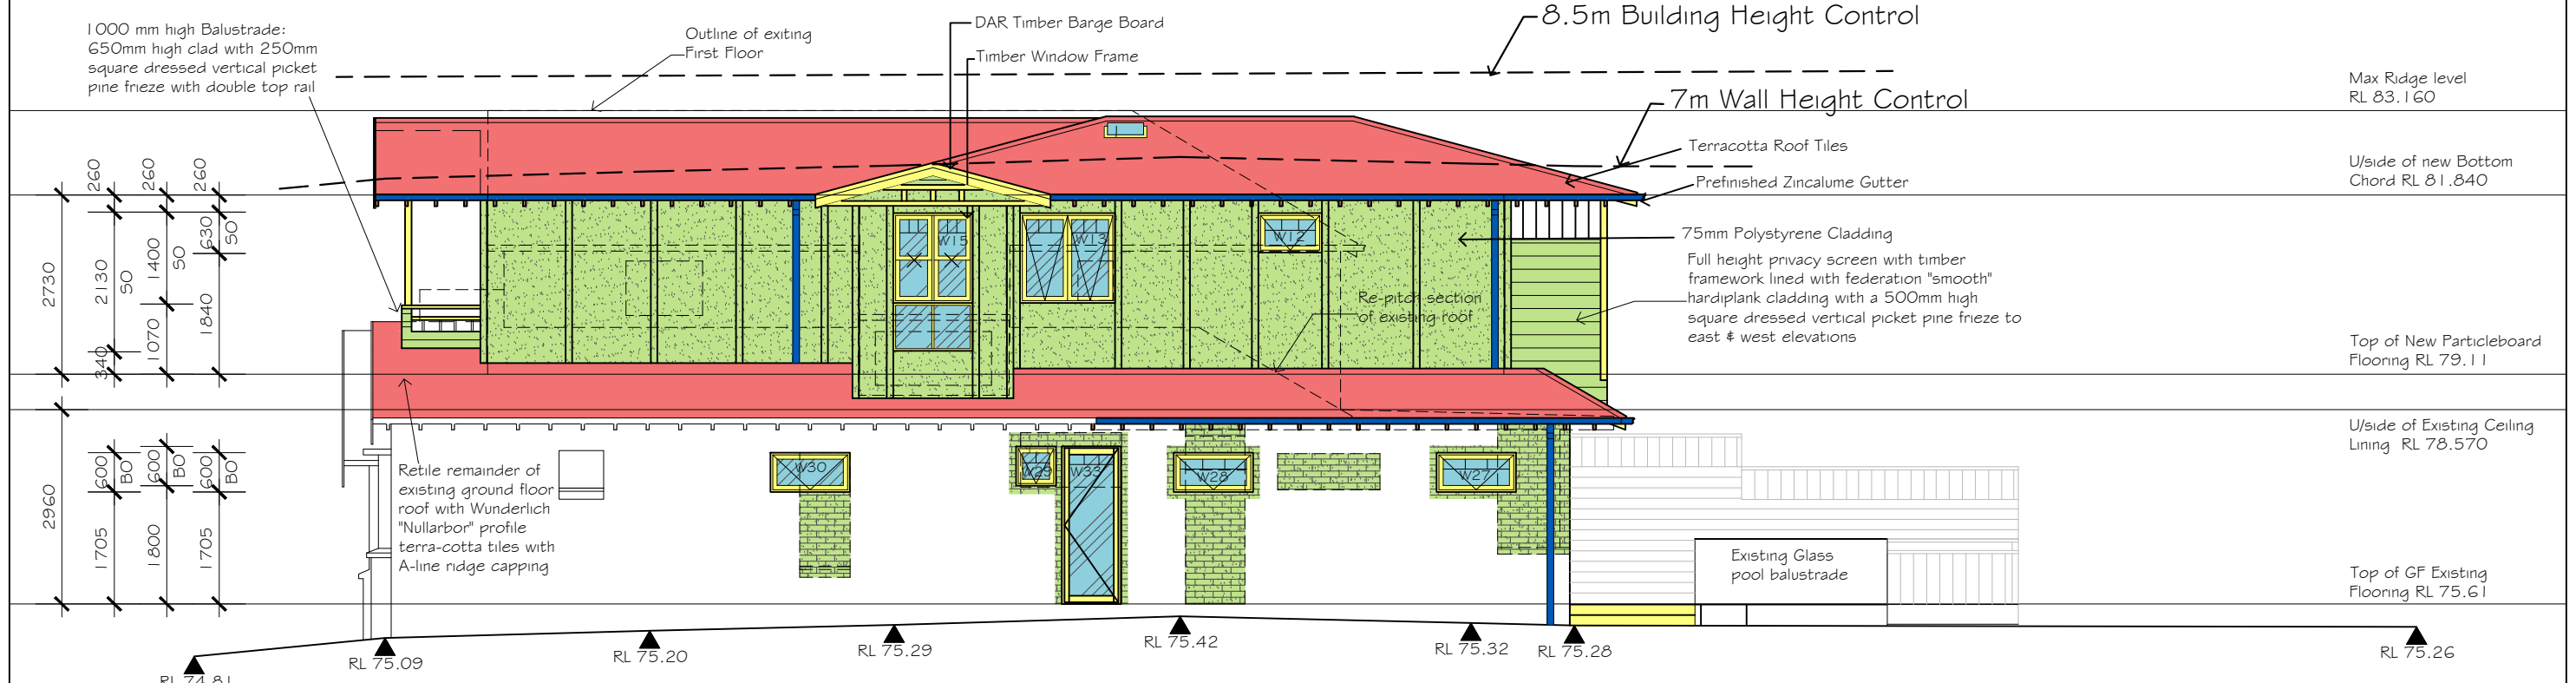 1000 mm high Balustrade:
650mm high clad with 250mm
square dressed vertical picket
pine frieze with double top rail
Outline of exiting
First Floor
DAR Timber Barge Board
Timber Window Frame
8.5m Building Height Control
7m Wall Height Control
Max Ridge level
RL 83.160
Terracotta Roof Tiles
Prefinished Zincalume Gutter
U/side of new Bottom
Chord RL 81.840
75mm Polystyrene Cladding
Full height privacy screen with timber
framework lined with federation "smooth"
hardiplank cladding with a 500mm high
square dressed vertical picket pine frieze to
east & west elevations
Re-pitch section
of existing roof
Top of New Particleboard
Flooring RL 79.11
U/side of Existing Ceiling
Lining RL 78.570
Top of GF Existing
Flooring RL 75.61
260
260
260
2730
2130
50
340
1400
50
1070
630
50
1840
2960
600
BO
1705
600
BO
1800
600
BO
1705
W15
W13
W12
W30
W29
W33
W28
W27
Retile remainder of
existing ground floor
roof with Wunderlich
"Nullarbor" profile
terra-cotta tiles with
A-line ridge capping
Existing Glass
pool balustrade
RL 74.81
RL 75.09
RL 75.20
RL 75.29
RL 75.42
RL 75.32
RL 75.28
RL 75.26